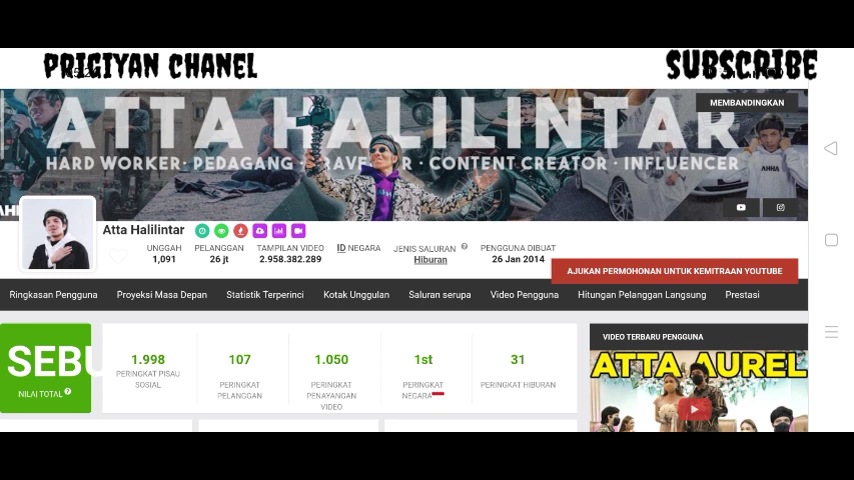 PRIGIYAN CHANEL
SUBSCRIBE
MEMBANDINGKAN
ATTA HALILINTAR
HARD WORKER· PEDAGANG · · CONTENT CREATOR · INFLUENCER
AHHA
Atta Halilintar
UNGGAH
1,091
PELANGGAN
26 jt
TAMPILAN VIDEO
2.958.382.289
ID NEGARA
JENIS SALURAN
Hiburan
PENGGUNA DIBUAT
26 Jan 2014
AJUKAN PERMOHONAN UNTUK KEMITRAAN YOUTUBE
Ringkasan Pengguna Proyeksi Masa Depan Statistik Terperinci Kotak Unggulan Saluran serupa Video Pengguna Hitungan Pelanggan Langsung Prestasi
SEBU
NILAI TOTAL
1.998
PERINGKAT PISAU
SOSIAL
107
PERINGKAT
PELANGGAN
1.050
PERINGKAT
PENAYANGAN
VIDEO
1st
PERINGKAT
NEGARA
31
PERINGKAT HIBURAN
VIDEO TERBARU PENGGUNA
ATTA AUREL